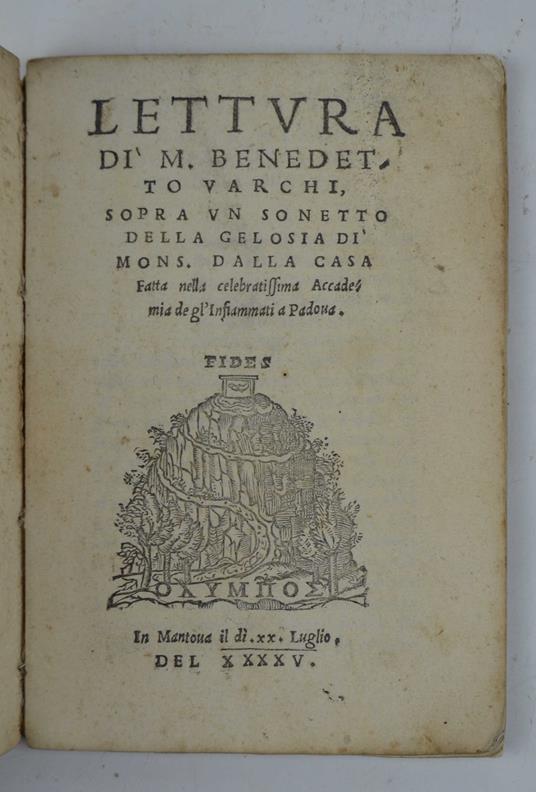 LETTVRA
DI' M. BENEDET-
TO VARCHI,
SOPRA VN SONETTO
DELLA GELOSIA DI'
MONS. DALLA CASA
Fatta nella celebratiſſima Accade-
mia de gl'Infiammati a Padoua.
FIDES
OΛYMΠOΣ
In Mantoua il dì .xx. Luglio,
DEL XXXXV.